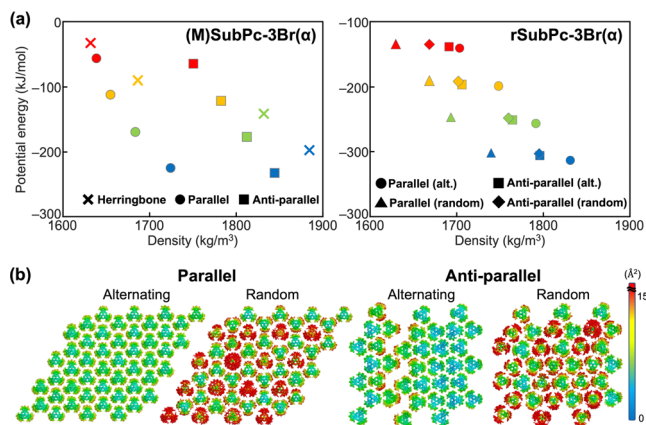 (a)
(M)SubPc-3Br(α)
rSubPc-3Br(α)
Potential energy (kJ/mol)
0
−100
−200
−300
1600
1700
1800
1900
Density (kg/m³)
Herringbone
Parallel
Anti-parallel
−100
−200
−300
−400
1600
1700
1800
1900
Density (kg/m³)
Parallel (alt.)
Anti-parallel (alt.)
Parallel (random)
Anti-parallel (random)
(b)
Parallel
Anti-parallel
Alternating
Random
Alternating
Random
(Å²)
15
0